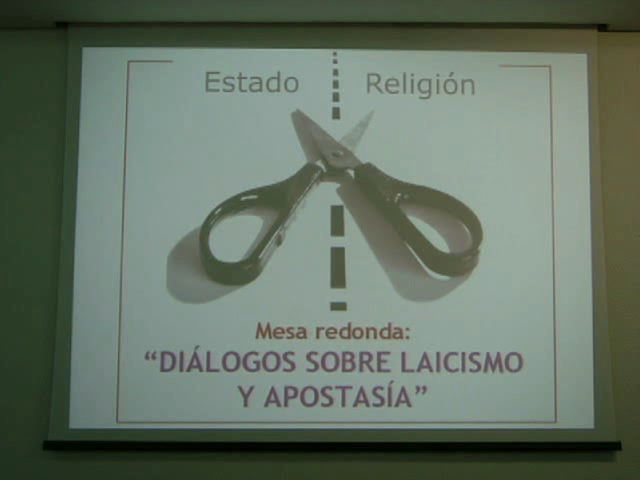 Estado Religión
Mesa redonda:
“DIÁLOGOS SOBRE LAICISMO
Y APOSTASÍA”